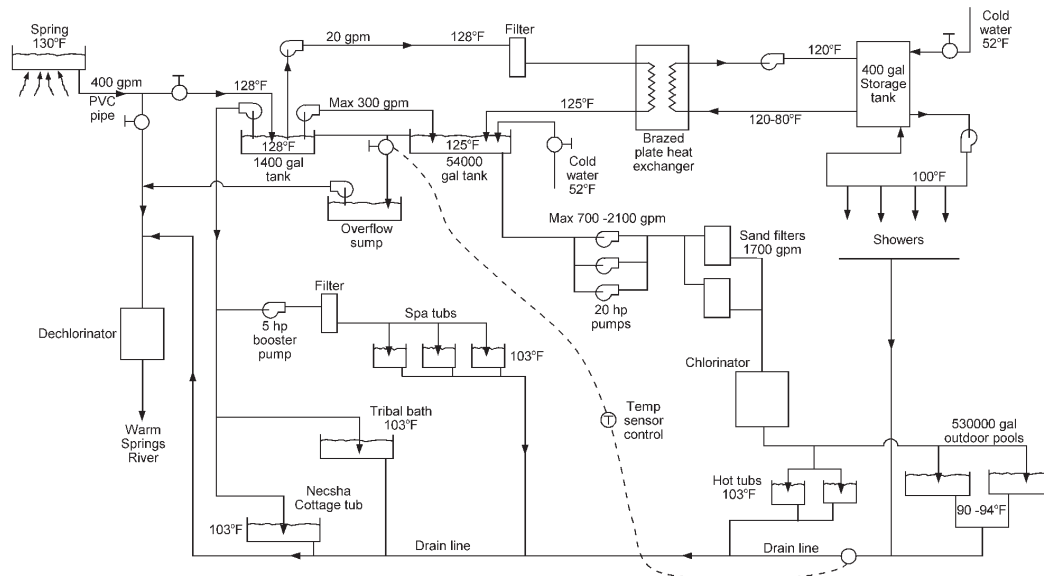 Spring
130°F
400 gpm
PVC
pipe
128°F
20 gpm
128°F
Filter
Max 300 gpm
128°F
1400 gal
tank
125°F
54000
gal tank
125°F
Cold
water
52°F
Brazed
plate heat
exchanger
120°F
120-80°F
400 gal
Storage
tank
Cold
water
52°F
100°F
Showers
Overflow
sump
Max 700 -2100 gpm
20 hp
pumps
Sand filters
1700 gpm
Dechlorinator
Warm
Springs
River
5 hp
booster
pump
Filter
Spa tubs
103°F
Tribal bath
103°F
Necsha
Cottage tub
103°F
T
Temp
sensor
control
Chlorinator
Hot tubs
103°F
530000 gal
outdoor pools
90 -94°F
Drain line
Drain line